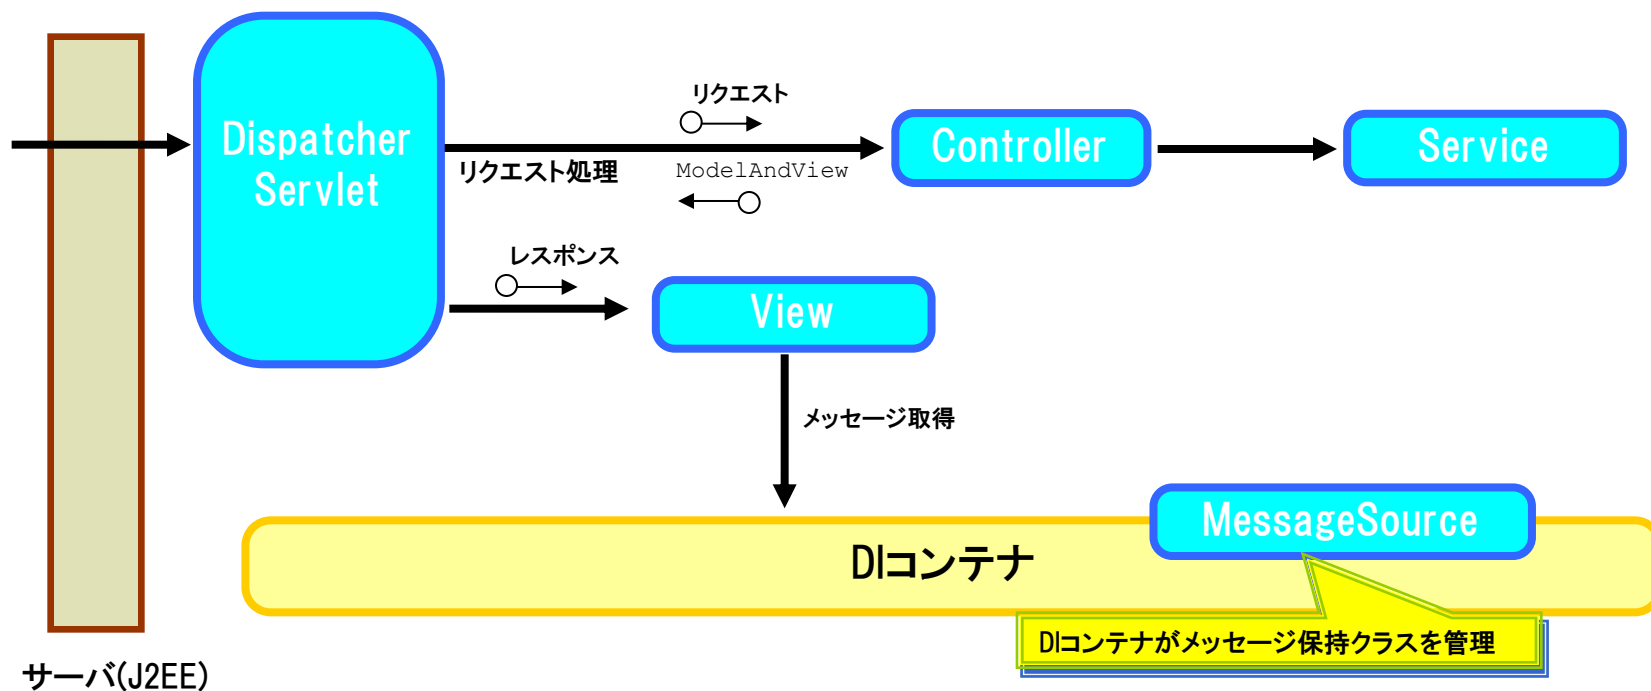 リクエスト
Dispatcher
Servlet
Controller
Service
リクエスト処理
ModelAndView
レスポンス
View
メッセージ取得
MessageSource
DIコンテナ
DIコンテナがメッセージ保持クラスを管理
サーバ(J2EE)